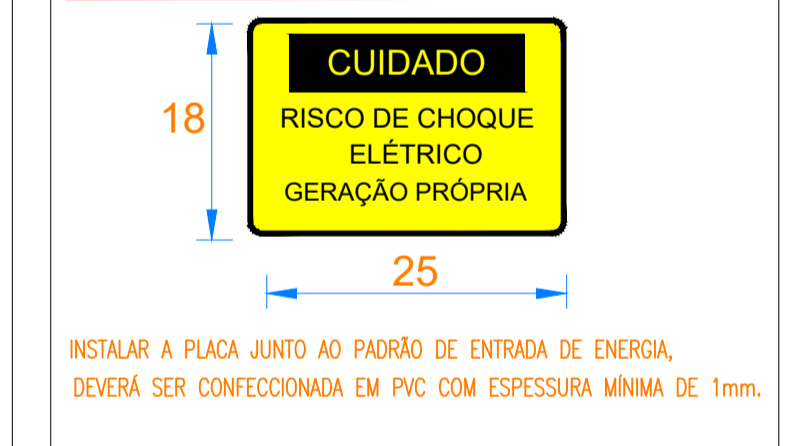 CUIDADO
18
RISCO DE CHOQUE
ELÉTRICO
GERAÇÃO PRÓPRIA
25
INSTALAR A PLACA JUNTO AO PADRÃO DE ENTRADA DE ENERGIA,
DEVERÁ SER CONFECCIONADA EM PVC COM ESPESSURA MÍNIMA DE 1mm.